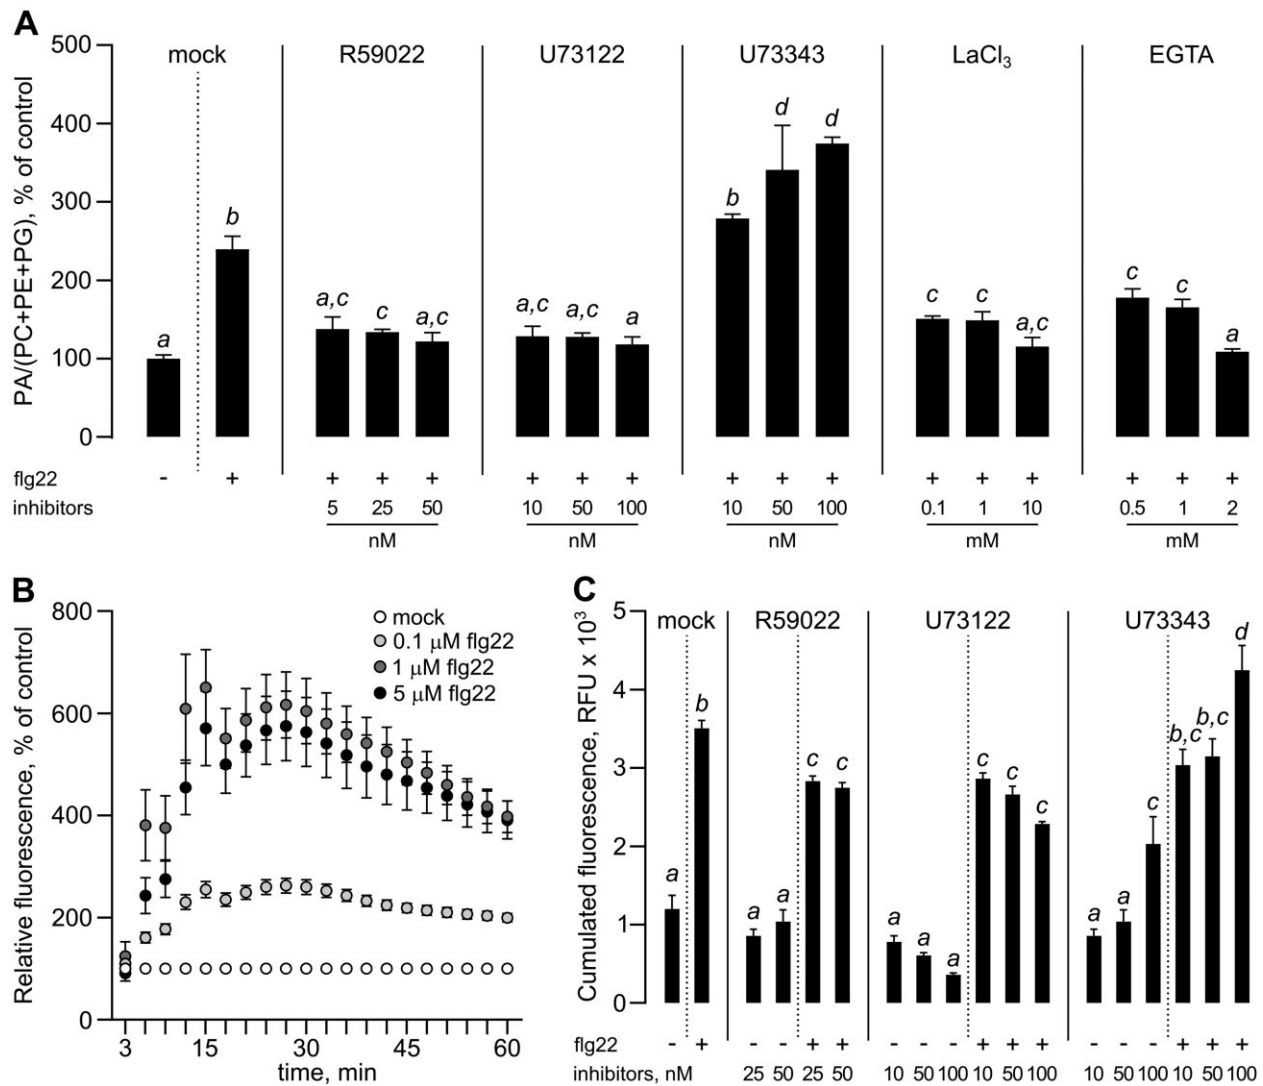 A
500
mock
R59022
U73122
U73343
LaCl₃
EGTA
400
300
200
100
0
PA/(PC+PE+PG), % of control
a
b
a,c
c
a,c
a,c
a,c
a
b
d
d
c
c
a,c
c
c
a
flg22
- + + + + + + + + + + + + + + + +
inhibitors
5 25 50 10 50 100 10 50 100 0.1 1 10 0.5 1 2
nM nM nM mM mM
B
800
600
400
200
0
Relative fluorescence, % of control
mock
0.1 µM flg22
1 µM flg22
5 µM flg22
3 15 30 45 60
time, min
C
5
4
3
2
1
0
Cumulated fluorescence, RFU x 10³
mock
R59022
U73122
U73343
a
b
a
a
c
c
a
a
a
c
c
c
a
a
c
b,c
b,c
d
flg22
- + - - + + - - - + + + - - - + + +
inhibitors, nM
25 50 25 50 10 50 100 10 50 100 10 50 100 10 50 100